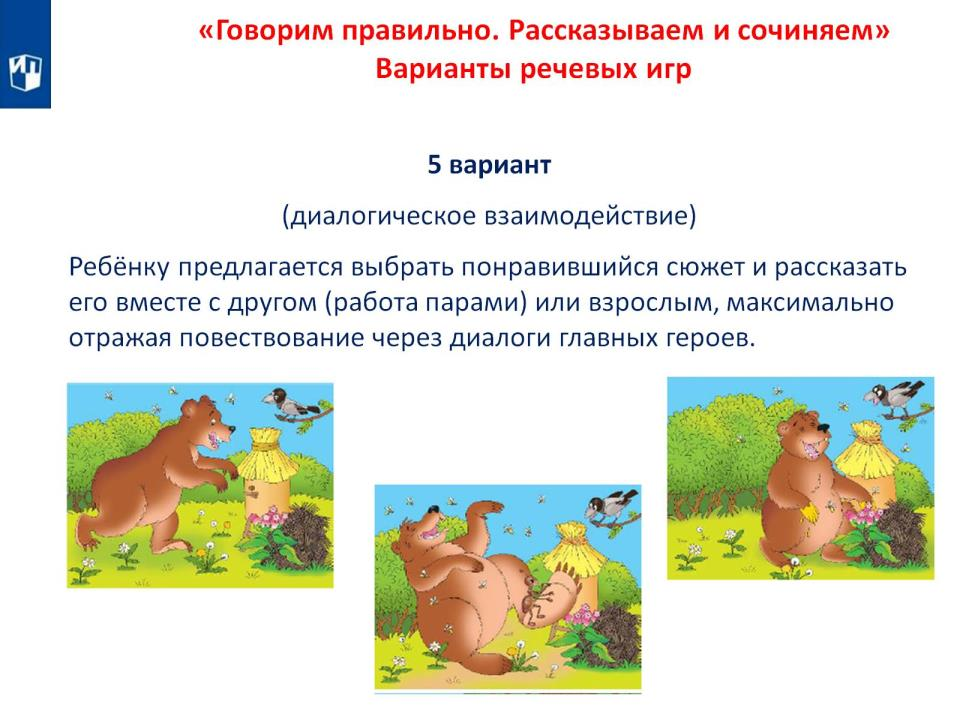 «Говорим правильно. Рассказываем и сочиняем»
Варианты речевых игр
5 вариант
(диалогическое взаимодействие)
Ребёнку предлагается выбрать понравившийся сюжет и рассказать
его вместе с другом (работа парами) или взрослым, максимально
отражая повествование через диалоги главных героев.